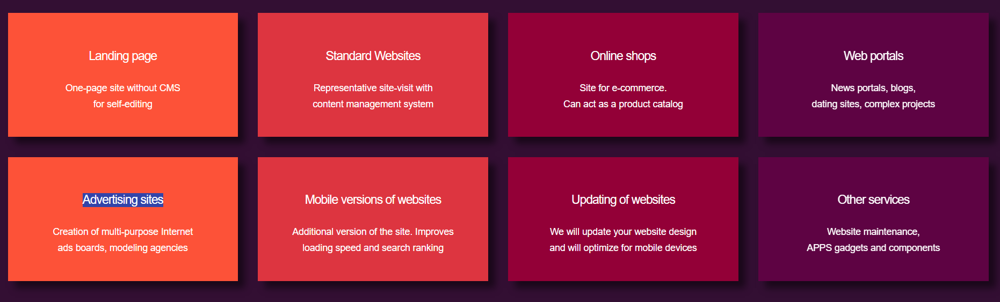 Landing page
One-page site without CMS
for self-editing
Standard Websites
Representative site-visit with
content management system
Online shops
Site for e-commerce.
Can act as a product catalog
Web portals
News portals, blogs,
dating sites, complex projects
Advertising sites
Creation of multi-purpose Internet
ads boards, modeling agencies
Mobile versions of websites
Additional version of the site. Improves
loading speed and search ranking
Updating of websites
We will update your website design
and will optimize for mobile devices
Other services
Website maintenance,
APPS gadgets and components